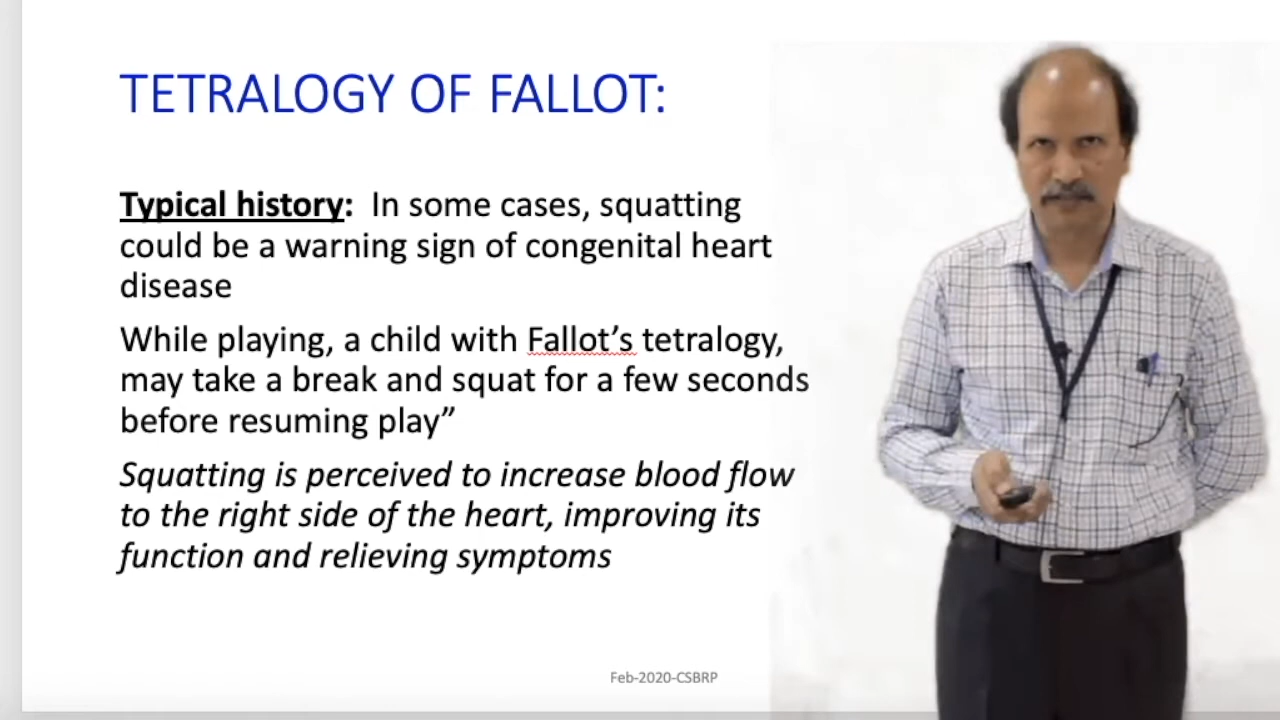 TETRALOGY OF FALLOT:
Typical history: In some cases, squatting
could be a warning sign of congenital heart
disease
While playing, a child with Fallot’s tetralogy,
may take a break and squat for a few seconds
before resuming play”
Squatting is perceived to increase blood flow
to the right side of the heart, improving its
function and relieving symptoms
Feb-2020-CSBRP